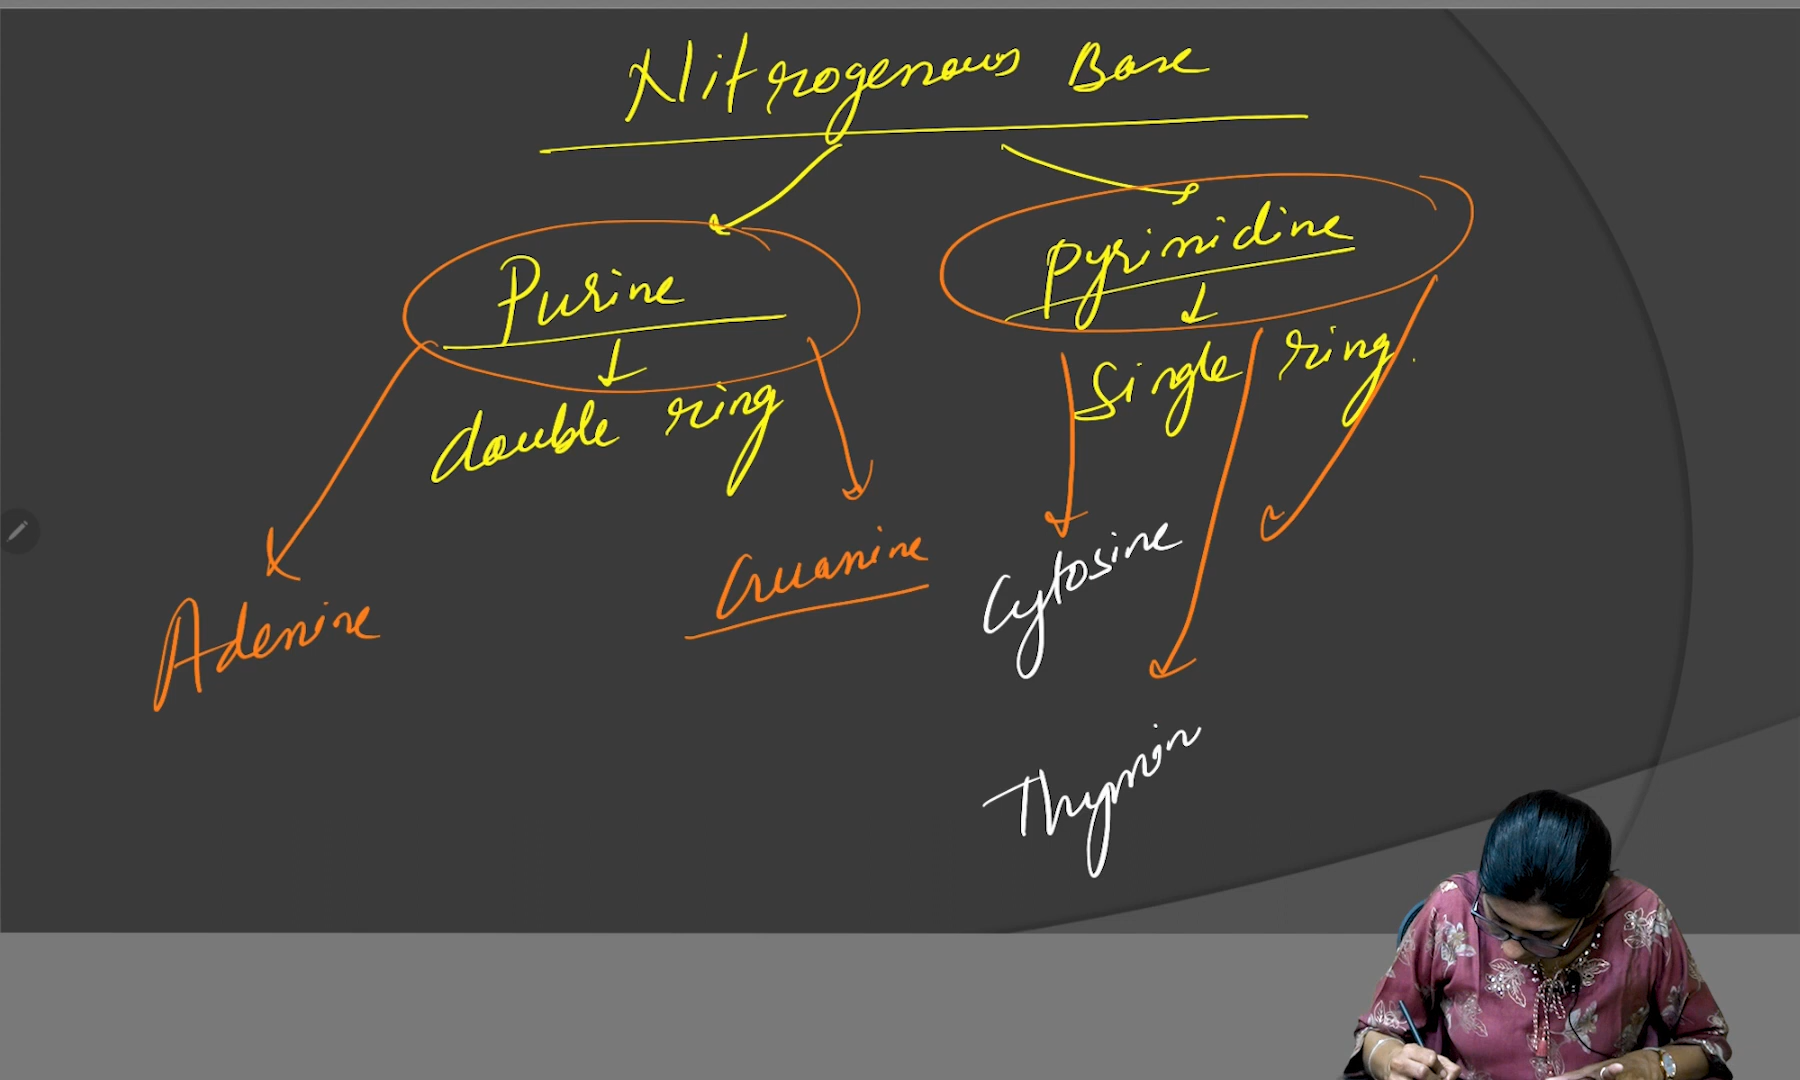 Nitrogenous Base
Purine
double ring
Adenine
Guanine
Pyrimidine
Single ring.
Cytosine
Thymin